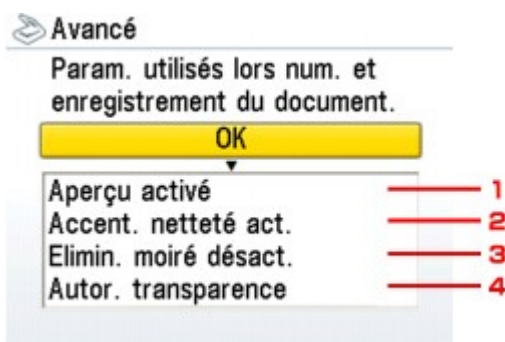 Avancé
Param. utilisés lors num. et
enregistrement du document.
OK
Aperçu activé 1
Accent. netteté act. 2
Elimin. moiré désact. 3
Autor. transparence 4